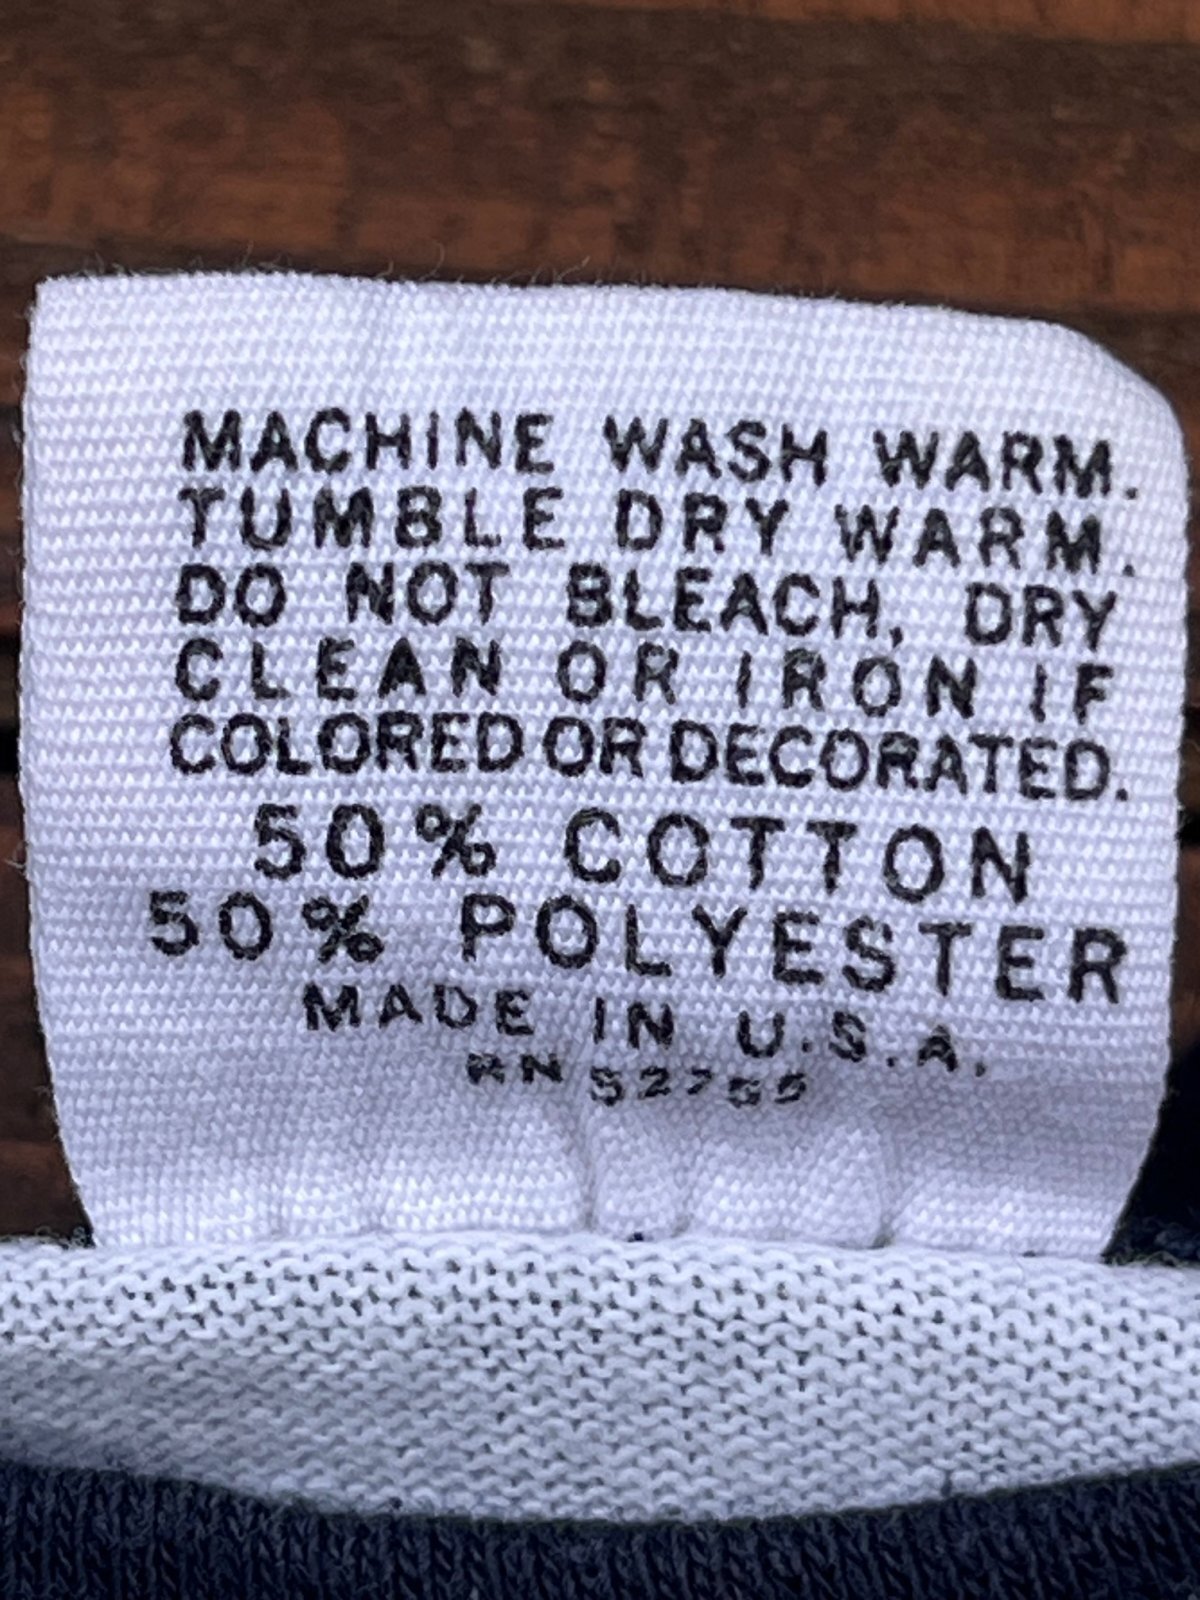 MACHINE WASH WARM.
TUMBLE DRY WARM.
DO NOT BLEACH, DRY
CLEAN OR IRON IF
COLORED OR DECORATED.
50% COTTON
50% POLYESTER
MADE IN U.S.A.
RN